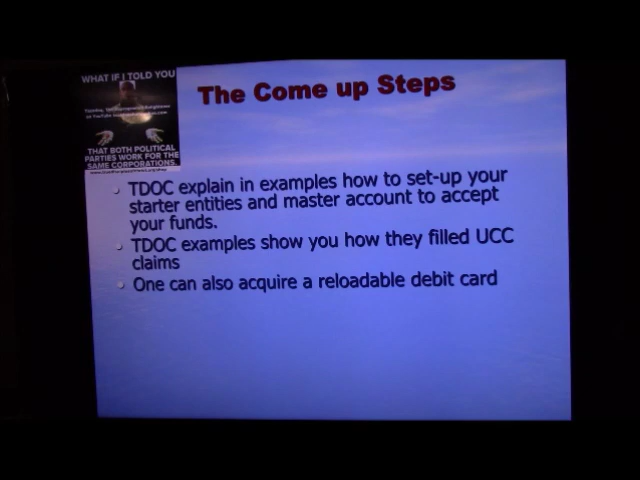 WHAT IF I TOLD YOU
THAT BOTH POLITICAL
PARTIES WORK FOR THE
SAME CORPORATIONS.
The Come up Steps
TDOC explain in examples how to set-up your
starter entities and master account to accept
your funds.
TDOC examples show you how they filled UCC
claims
One can also acquire a reloadable debit card